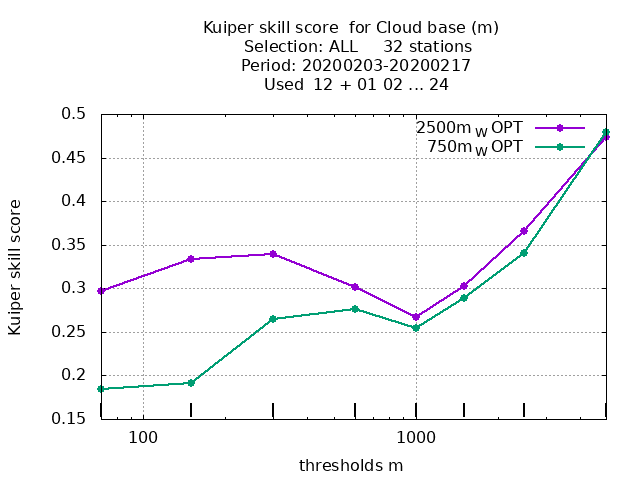 Kuiper skill score  for Cloud base (m)
Selection: ALL     32 stations
Period: 20200203-20200217
Used  12 + 01 02 ... 24
0.5
0.45
0.4
0.35
0.3
0.25
0.2
0.15
Kuiper skill score
2500m W OPT
750m W OPT
100 1000
thresholds m